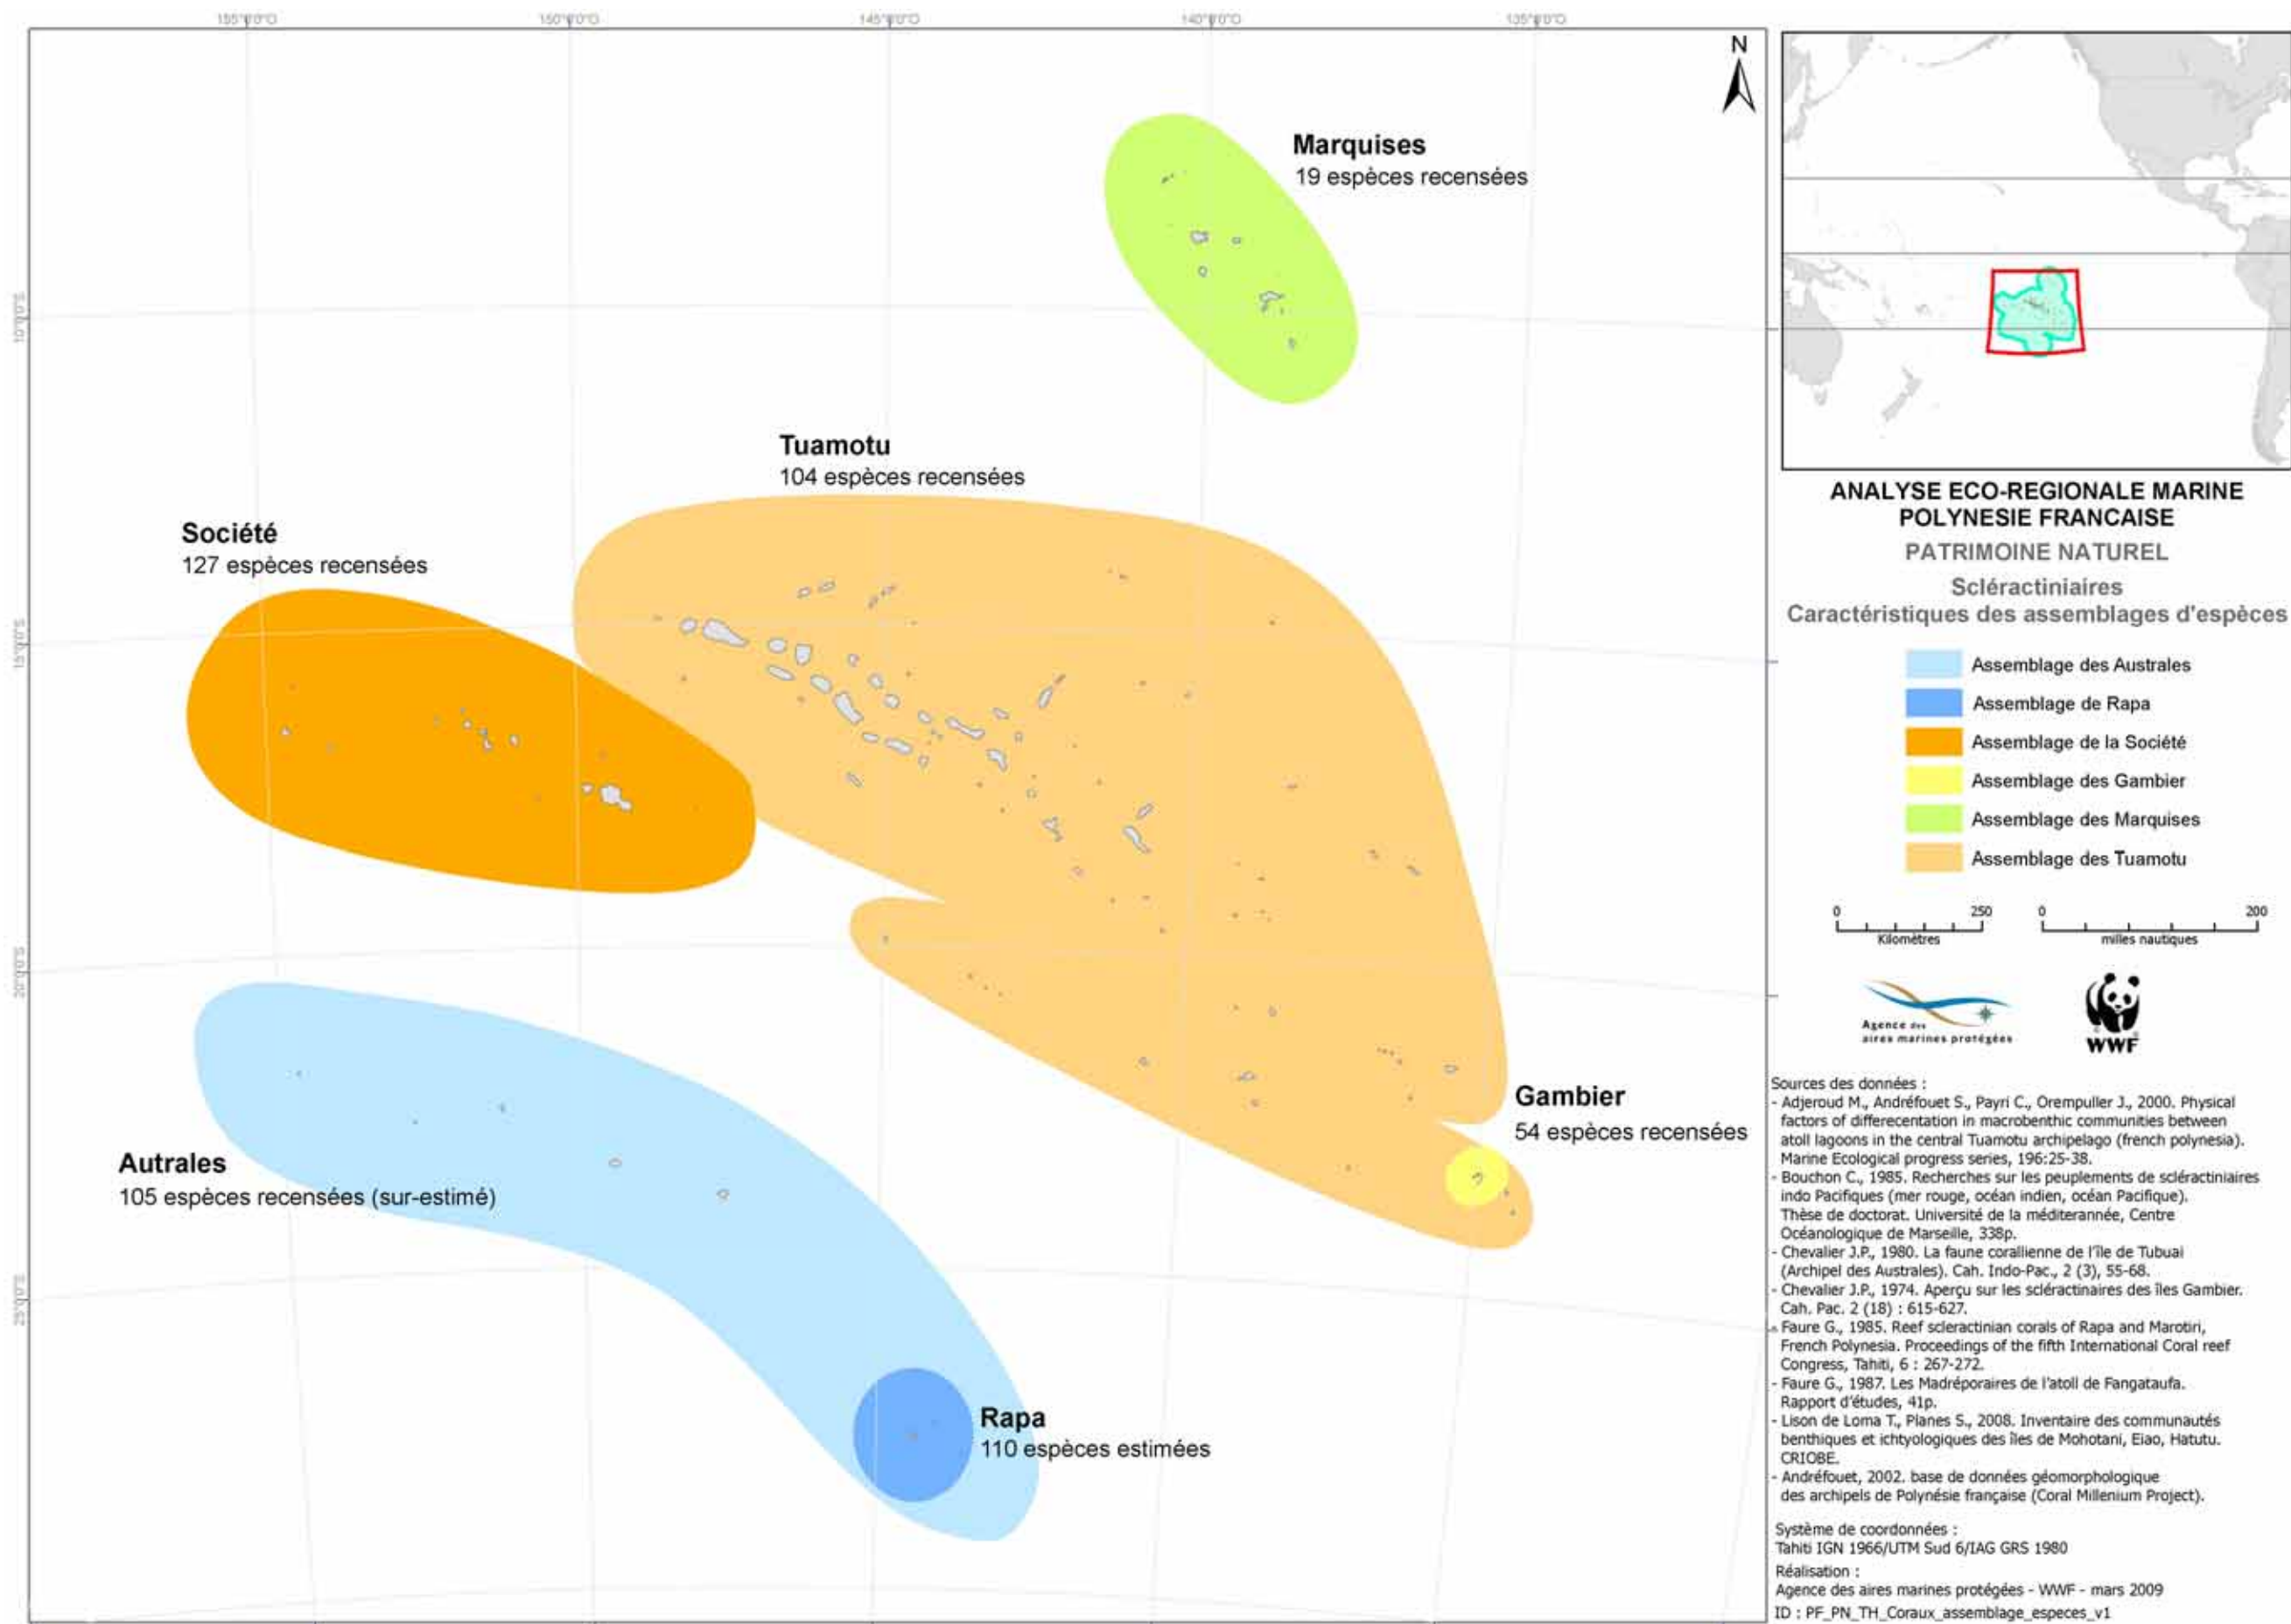 155°0'0"O
150°0'0"O
145°0'0"O
140°0'0"O
135°0'0"O
N
Marquises
19 espèces recensées
10°0'0"S
Tuamotu
104 espèces recensées
Société
127 espèces recensées
15°0'0"S
20°0'0"S
Gambier
54 espèces recensées
Autrales
105 espèces recensées (sur-estimé)
25°0'0"S
Rapa
110 espèces estimées
ANALYSE ECO-REGIONALE MARINE
POLYNESIE FRANCAISE
PATRIMOINE NATUREL
Scléractiniaires
Caractéristiques des assemblages d'espèces
Assemblage des Australes
Assemblage de Rapa
Assemblage de la Société
Assemblage des Gambier
Assemblage des Marquises
Assemblage des Tuamotu
0 250 0 200
Kilomètres milles nautiques
Agence des
aires marines protégées
WWF
Sources des données :
- Adjeroud M., Andréfouet S., Payri C., Orempuller J., 2000. Physical
factors of differecentation in macrobenthic communities between
atoll lagoons in the central Tuamotu archipelago (french polynesia).
Marine Ecological progress series, 196:25-38.
- Bouchon C., 1985. Recherches sur les peuplements de scléractiniaires
indo Pacifiques (mer rouge, océan indien, océan Pacifique).
Thèse de doctorat. Université de la méditerannée, Centre
Océanologique de Marseille, 338p.
- Chevalier J.P., 1980. La faune corallienne de l'île de Tubuai
(Archipel des Australes). Cah. Indo-Pac., 2 (3), 55-68.
- Chevalier J.P., 1974. Aperçu sur les scléractinaires des îles Gambier.
Cah. Pac. 2 (18) : 615-627.
- Faure G., 1985. Reef scleractinian corals of Rapa and Marotiri,
French Polynesia. Proceedings of the fifth International Coral reef
Congress, Tahiti, 6 : 267-272.
- Faure G., 1987. Les Madréporaires de l'atoll de Fangataufa.
Rapport d'études, 41p.
- Lison de Loma T., Planes S., 2008. Inventaire des communautés
benthiques et ichtyologiques des îles de Mohotani, Eiao, Hatutu.
CRIOBE.
- Andréfouet, 2002. base de données géomorphologique
des archipels de Polynésie française (Coral Millenium Project).
Système de coordonnées :
Tahiti IGN 1966/UTM Sud 6/IAG GRS 1980
Réalisation :
Agence des aires marines protégées - WWF - mars 2009
ID : PF_PN_TH_Coraux_assemblage_especes_v1